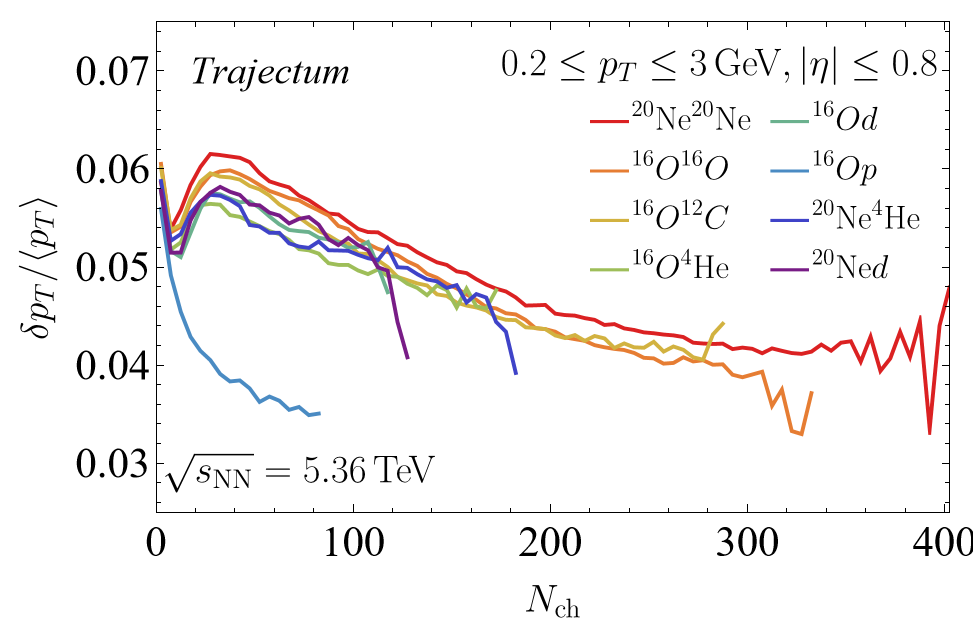 Trajectum
0.2 ≤ p_T ≤ 3 GeV, |η| ≤ 0.8
²⁰Ne²⁰Ne
¹⁶O¹⁶O
¹⁶O¹²C
¹⁶O⁴He
¹⁶Od
¹⁶Op
²⁰Ne⁴He
²⁰Ned
√s_NN = 5.36 TeV
δp_T/⟨p_T⟩
0.07
0.06
0.05
0.04
0.03
0
100
200
300
400
N_ch